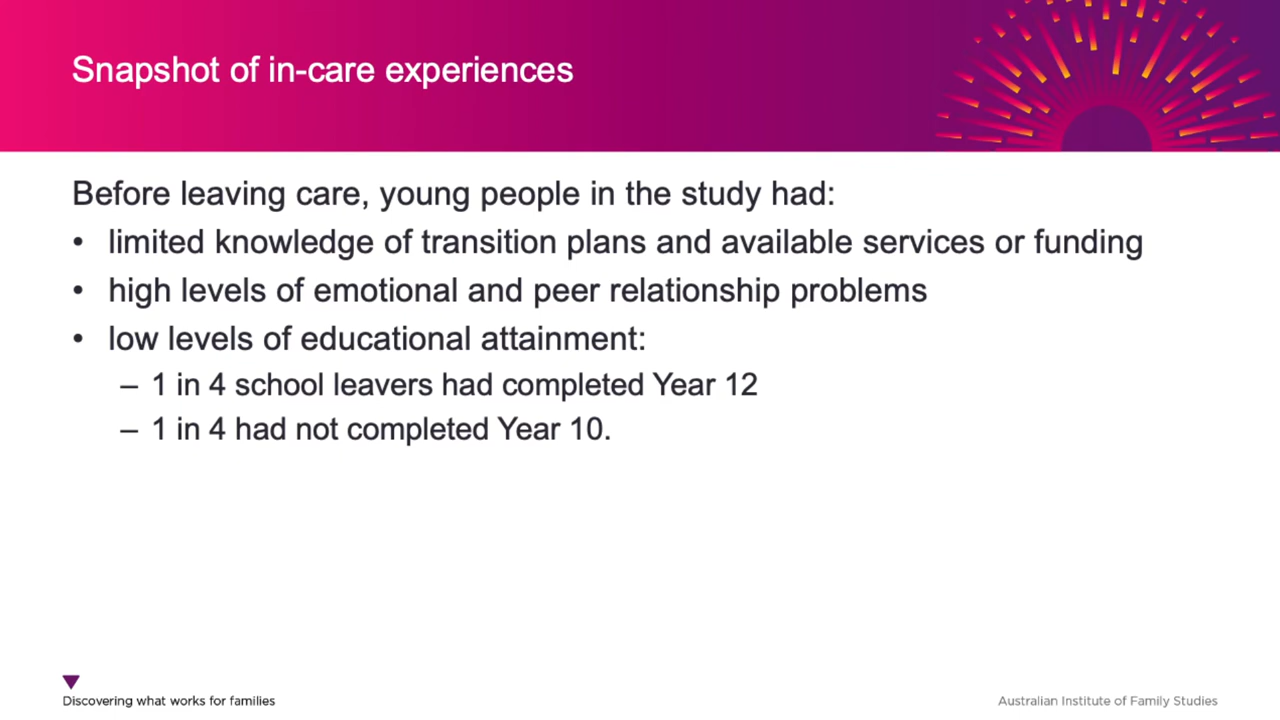 Snapshot of in-care experiences
Before leaving care, young people in the study had:
• limited knowledge of transition plans and available services or funding
• high levels of emotional and peer relationship problems
• low levels of educational attainment:
– 1 in 4 school leavers had completed Year 12
– 1 in 4 had not completed Year 10.
Discovering what works for families
Australian Institute of Family Studies